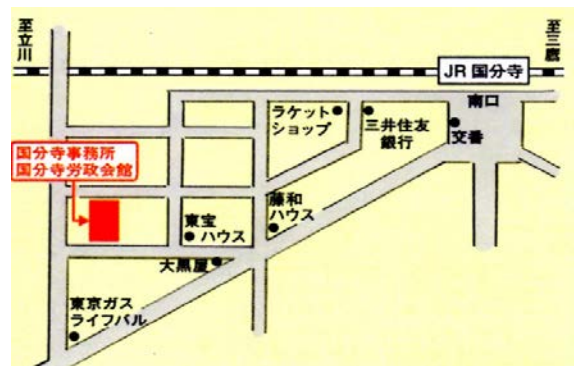 至立川
至三鷹
JR 国分寺
南口
ラケット
ショップ
三井住友
銀行
交番
国分寺事務所
国分寺労政会館
東宝
ハウス
藤和
ハウス
大黒屋
東京ガス
ライフバル